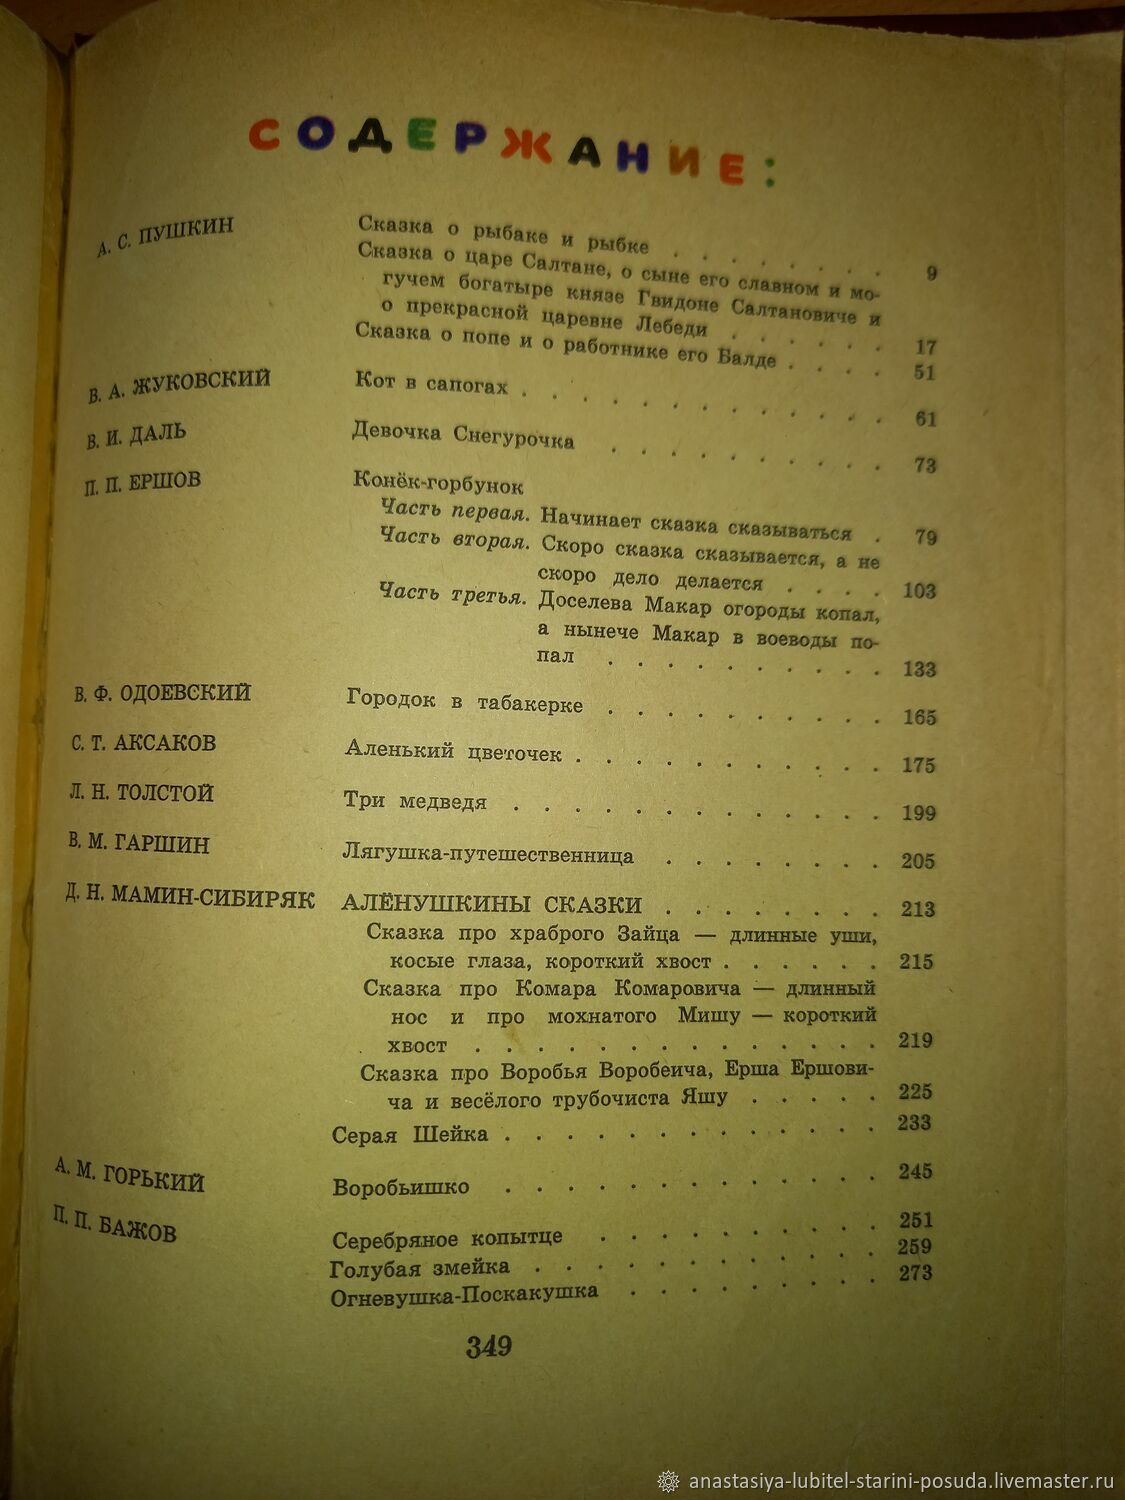 СОДЕРЖАНИЕ:
А. С. ПУШКИН Сказка о рыбаке и рыбке . . . . . . . 9
Сказка о царе Салтане, о сыне его славном и мо-
гучем богатыре князе Гвидоне Салтановиче и
о прекрасной царевне Лебеди . . . . . . 17
Сказка о попе и о работнике его Балде . . . . 51
В. А. ЖУКОВСКИЙ Кот в сапогах . . . . . . . . . . . . . 61
В. И. ДАЛЬ Девочка Снегурочка . . . . . . . . . . 73
П. П. ЕРШОВ Конёк-горбунок
Часть первая. Начинает сказка сказываться . 79
Часть вторая. Скоро сказка сказывается, а не
скоро дело делается . . . . 103
Часть третья. Доселева Макар огороды копал,
а нынече Макар в воеводы по-
пал . . . . . . . . . . 133
В. Ф. ОДОЕВСКИЙ Городок в табакерке . . . . . . . . . . 165
С. Т. АКСАКОВ Аленький цветочек . . . . . . . . . . . 175
Л. Н. ТОЛСТОЙ Три медведя . . . . . . . . . . . . . 199
В. М. ГАРШИН Лягушка-путешественница . . . . . . . . 205
Д. Н. МАМИН-СИБИРЯК АЛЁНУШКИНЫ СКАЗКИ . . . . . . . . 213
Сказка про храброго Зайца — длинные уши,
косые глаза, короткий хвост . . . . . . 215
Сказка про Комара Комаровича — длинный
нос и про мохнатого Мишу — короткий
хвост . . . . . . . . . . . . . . 219
Сказка про Воробья Воробеича, Ерша Ершови-
ча и весёлого трубочиста Яшу . . . . . 225
Серая Шейка . . . . . . . . . . . . . 233
А. М. ГОРЬКИЙ Воробьишко . . . . . . . . . . . . . 245
П. П. БАЖОВ Серебряное копытце . . . . . . . . . . 251
Голубая змейка . . . . . . . . . . . . 259
Огневушка-Поскакушка . . . . . . . . . 273
349
anastasiya-lubitel-starini-posuda.livemaster.ru